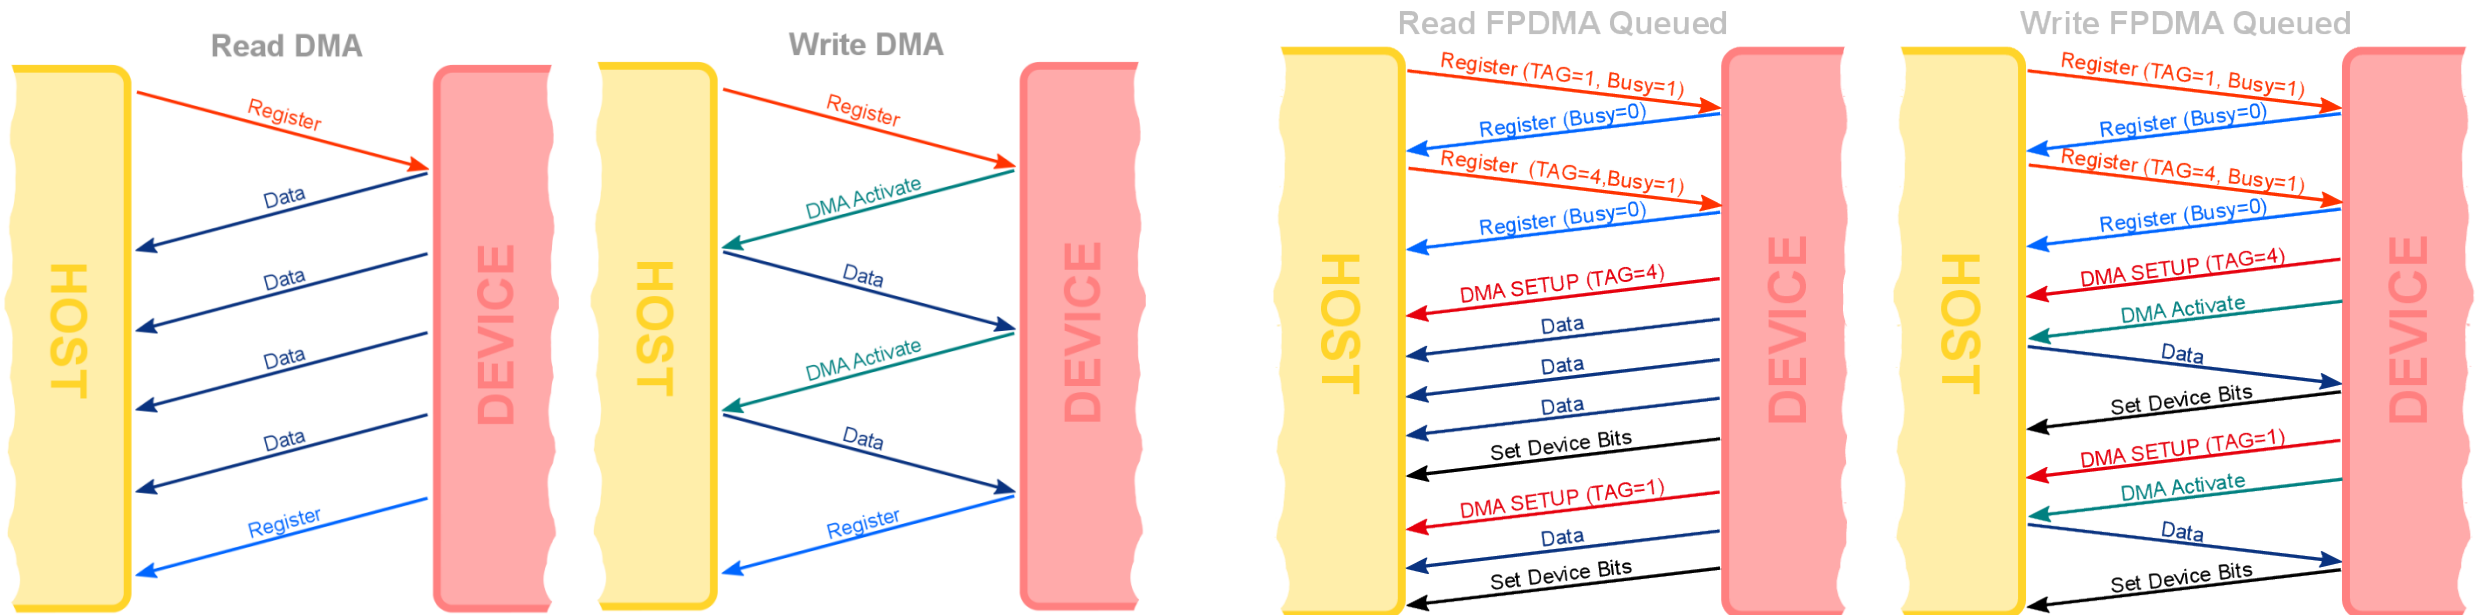 Read DMA
HOST
DEVICE
Register
Data
Data
Data
Data
Register
Write DMA
HOST
DEVICE
Register
DMA Activate
Data
DMA Activate
Data
Register
Read FPDMA Queued
HOST
DEVICE
Register (TAG=1, Busy=1)
Register (Busy=0)
Register (TAG=4,Busy=1)
Register (Busy=0)
DMA SETUP (TAG=4)
Data
Data
Data
Set Device Bits
DMA SETUP (TAG=1)
Data
Set Device Bits
Write FPDMA Queued
HOST
DEVICE
Register (TAG=1, Busy=1)
Register (Busy=0)
Register (TAG=4, Busy=1)
Register (Busy=0)
DMA SETUP (TAG=4)
DMA Activate
Data
Set Device Bits
DMA SETUP (TAG=1)
DMA Activate
Data
Set Device Bits